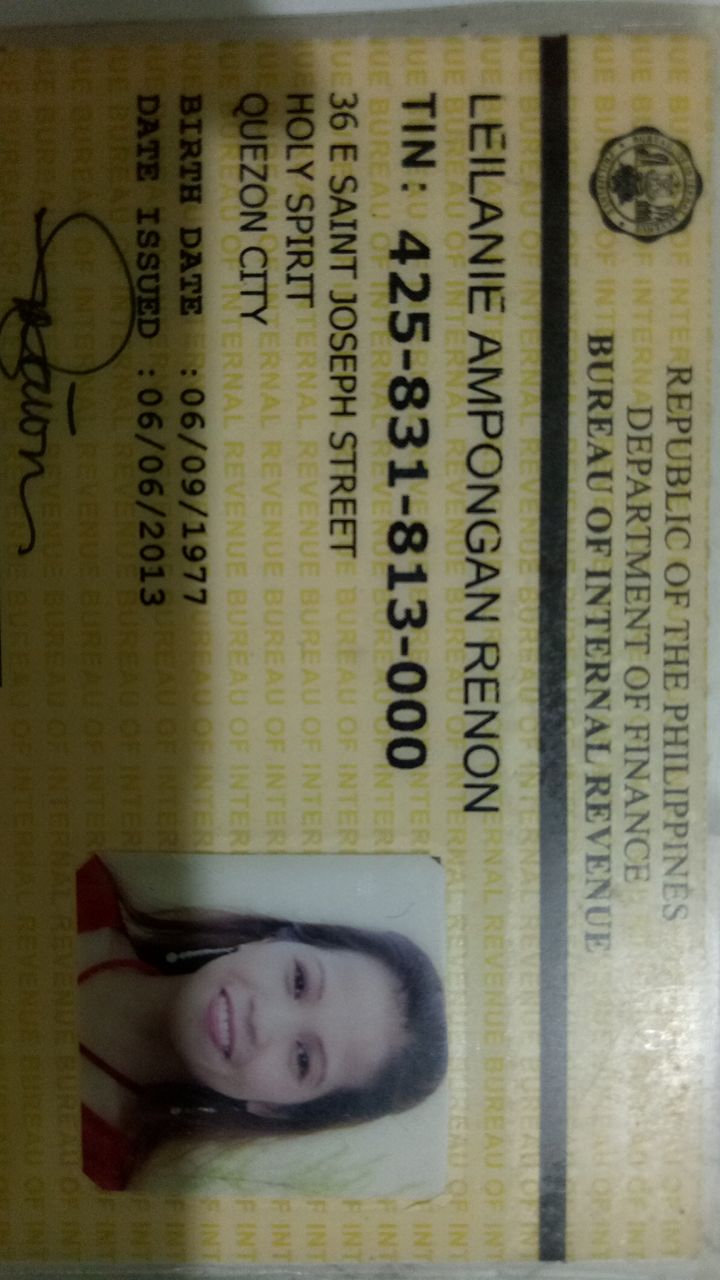 REPUBLIC OF THE PHILIPPINES
DEPARTMENT OF FINANCE
BUREAU OF INTERNAL REVENUE
LEILANIE AMPONGAN RENON
TIN: 425-831-813-000
36 E SAINT JOSEPH STREET
HOLY SPIRIT
QUEZON CITY
BIRTH DATE : 06/09/1977
DATE ISSUED : 06/06/2013